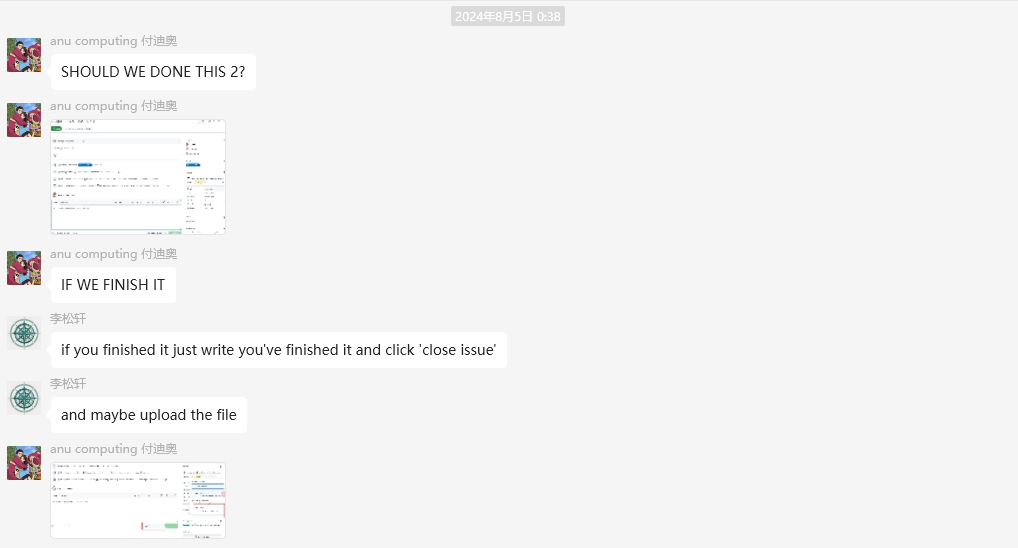 2024年8月5日 0:38
anu computing 付迪奥
SHOULD WE DONE THIS 2?
anu computing 付迪奥
anu computing 付迪奥
IF WE FINISH IT
李松轩
if you finished it just write you've finished it and click 'close issue'
李松轩
and maybe upload the file
anu computing 付迪奥